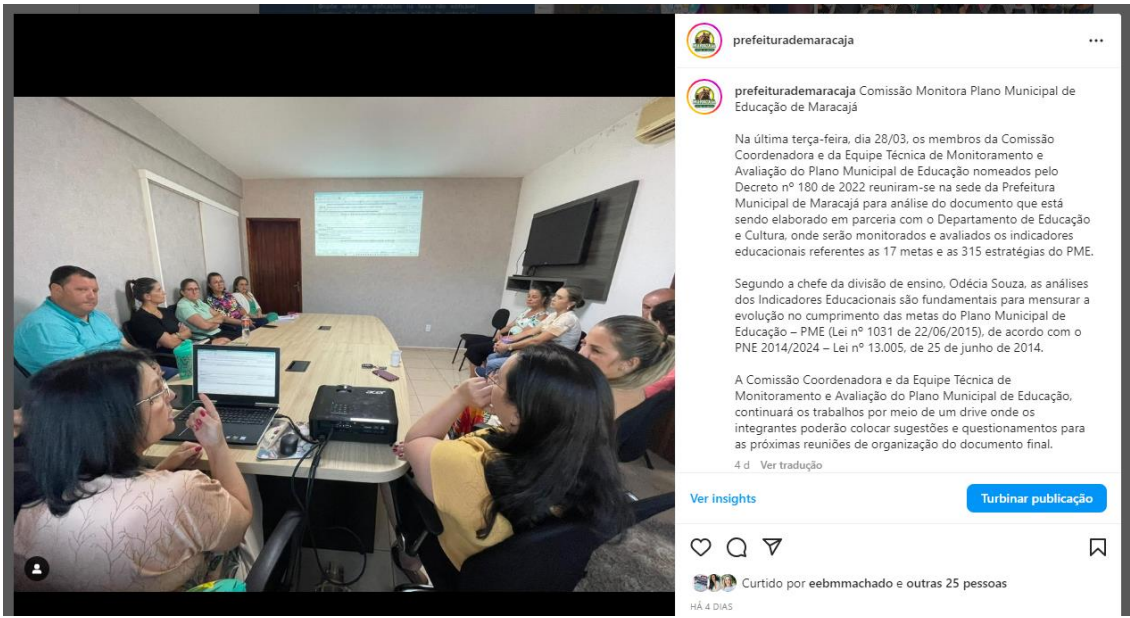 prefeiturademaracaja
prefeiturademaracaja Comissão Monitora Plano Municipal de
Educação de Maracajá
Na última terça-feira, dia 28/03, os membros da Comissão
Coordenadora e da Equipe Técnica de Monitoramento e
Avaliação do Plano Municipal de Educação nomeados pelo
Decreto nº 180 de 2022 reuniram-se na sede da Prefeitura
Municipal de Maracajá para análise do documento que está
sendo elaborado em parceria com o Departamento de Educação
e Cultura, onde serão monitorados e avaliados os indicadores
educacionais referentes as 17 metas e as 315 estratégias do PME.
Segundo a chefe da divisão de ensino, Odécia Souza, as análises
dos Indicadores Educacionais são fundamentais para mensurar a
evolução no cumprimento das metas do Plano Municipal de
Educação – PME (Lei nº 1031 de 22/06/2015), de acordo com o
PNE 2014/2024 – Lei nº 13.005, de 25 de junho de 2014.
A Comissão Coordenadora e da Equipe Técnica de
Monitoramento e Avaliação do Plano Municipal de Educação,
continuará os trabalhos por meio de um drive onde os
integrantes poderão colocar sugestões e questionamentos para
as próximas reuniões de organização do documento final.
4 d Ver tradução
Ver insights
Turbinar publicação
Curtido por eebmmachado e outras 25 pessoas
HÁ 4 DIAS
acer